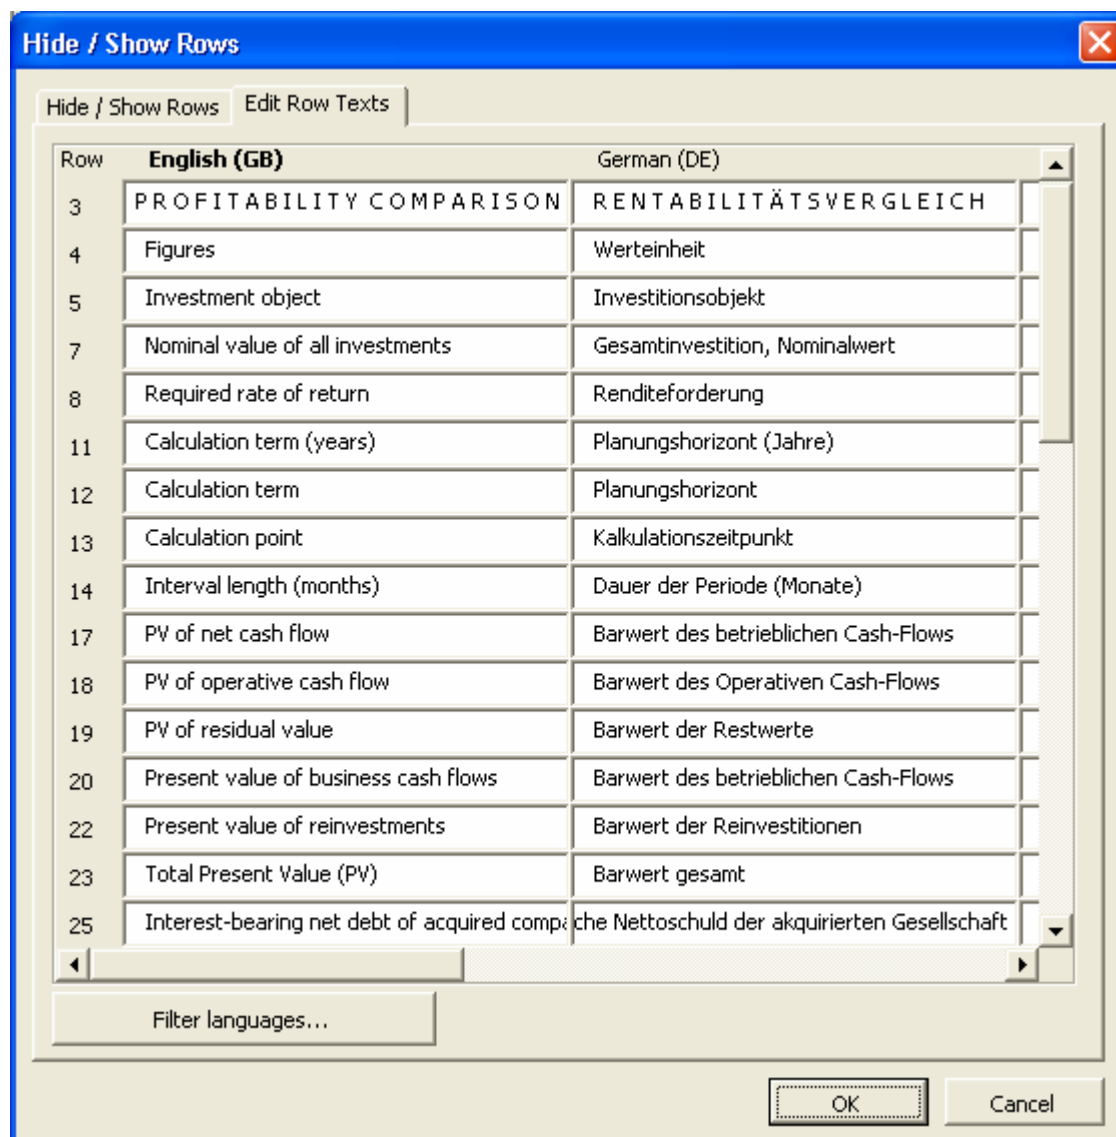 Hide / Show Rows
Hide / Show Rows Edit Row Texts
Row English (GB) German (DE)
3 P R O F I T A B I L I T Y C O M P A R I S O N R E N T A B I L I T Ä T S V E R G L E I C H
4 Figures Werteinheit
5 Investment object Investitionsobjekt
7 Nominal value of all investments Gesamtinvestition, Nominalwert
8 Required rate of return Renditeforderung
11 Calculation term (years) Planungshorizont (Jahre)
12 Calculation term Planungshorizont
13 Calculation point Kalkulationszeitpunkt
14 Interval length (months) Dauer der Periode (Monate)
17 PV of net cash flow Barwert des betrieblichen Cash-Flows
18 PV of operative cash flow Barwert des Operativen Cash-Flows
19 PV of residual value Barwert der Restwerte
20 Present value of business cash flows Barwert des betrieblichen Cash-Flows
22 Present value of reinvestments Barwert der Reinvestitionen
23 Total Present Value (PV) Barwert gesamt
25 Interest-bearing net debt of acquired compa che Nettoschuld der akquirierten Gesellschaft
Filter languages...
OK Cancel